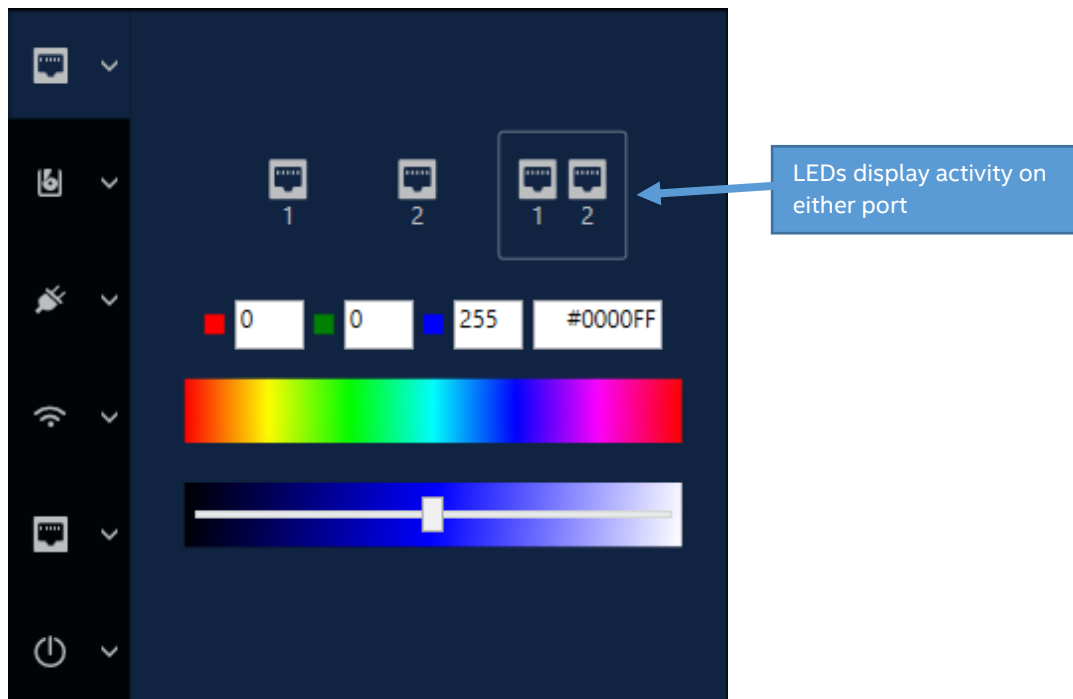 1
2
1 2
LEDs display activity on
either port
0
0
255
#0000FF